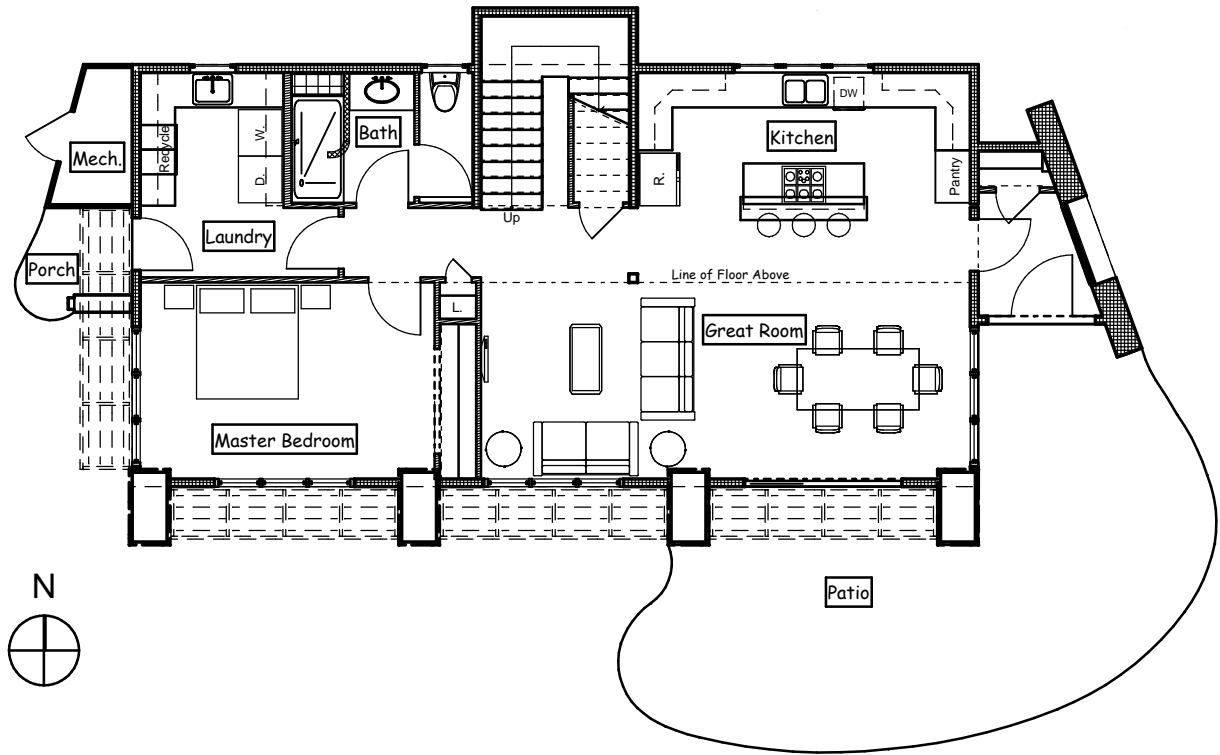 DW
Recycle
W.
Bath
Kitchen
Mech.
D.
R.
Pantry
Up
Laundry
Porch
Line of Floor Above
L.
Great Room
Master Bedroom
N
Patio